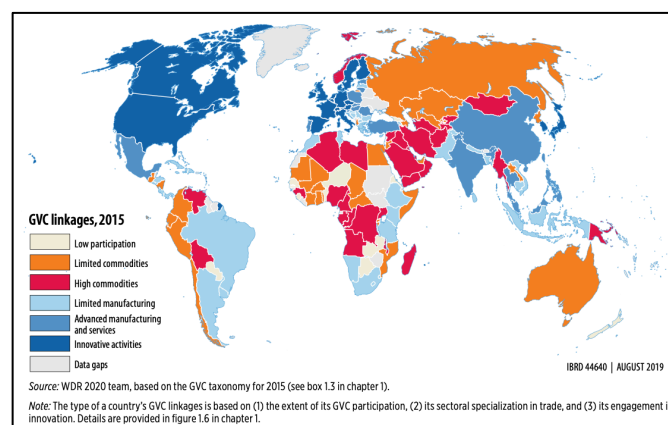 GVC linkages, 2015
Low participation
Limited commodities
High commodities
Limited manufacturing
Advanced manufacturing
and services
Innovative activities
Data gaps
IBRD 44640 | AUGUST 2019
Source: WDR 2020 team, based on the GVC taxonomy for 2015 (see box 1.3 in chapter 1).
Note: The type of a country's GVC linkages is based on (1) the extent of its GVC participation, (2) its sectoral specialization in trade, and (3) its engagement i
innovation. Details are provided in figure 1.6 in chapter 1.